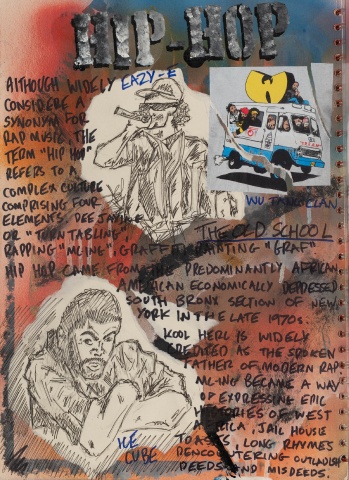 HIP-HOP
ALTHOUGH WIDELY
EAZY-E
CONSIDERE A
SYNONYM FOR
RAP MUSIC, THE
TERM "HIP HOP"
REFERS TO A
COMPLEX CULTURE
COMPRISING FOUR
ELEMENTS. DEEJAYING
OR "TURN TABLING",
RAPPING "MCING", GRAFFITI PAINTING "GRAF"
WU TANG CLAN
THE OLD SCHOOL
HIP HOP CAME FROM THE PREDOMINANTLY AFRICAN
AMERICAN ECONOMICALLY DEPRESSED
SOUTH BRONX SECTION OF NEW
YORK IN THE LATE 1970s.
KOOL HERC IS WIDELY
CREDITED AS THE SPOKEN
FATHER OF MODERN RAP
MCING BECAME A WAY
OF EXPRESSING EPIC
HISTORIES OF WEST
AFRICA, JAIL HOUSE
TOASTS, LONG RHYMES
OUTLANDISH
DEEDS AND MISDEEDS.
ICE
CUBE